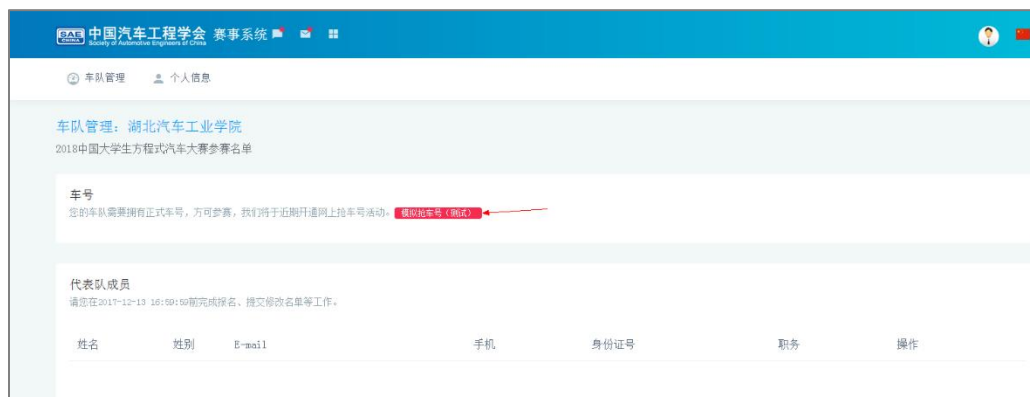 SAE CHINA 中国汽车工程学会 赛事系统
Society of Automotive Engineers of China
车队管理 个人信息
车队管理：湖北汽车工业学院
2018中国大学生方程式汽车大赛参赛名单
车号
您的车队需要拥有正式车号，方可参赛，我们将于近期开通网上抢车号活动。 模拟抢车号（测试）
代表队成员
请您在2017-12-13 16:59:59前完成报名、提交修改名单等工作。
姓名 姓别 E-mail 手机 身份证号 职务 操作